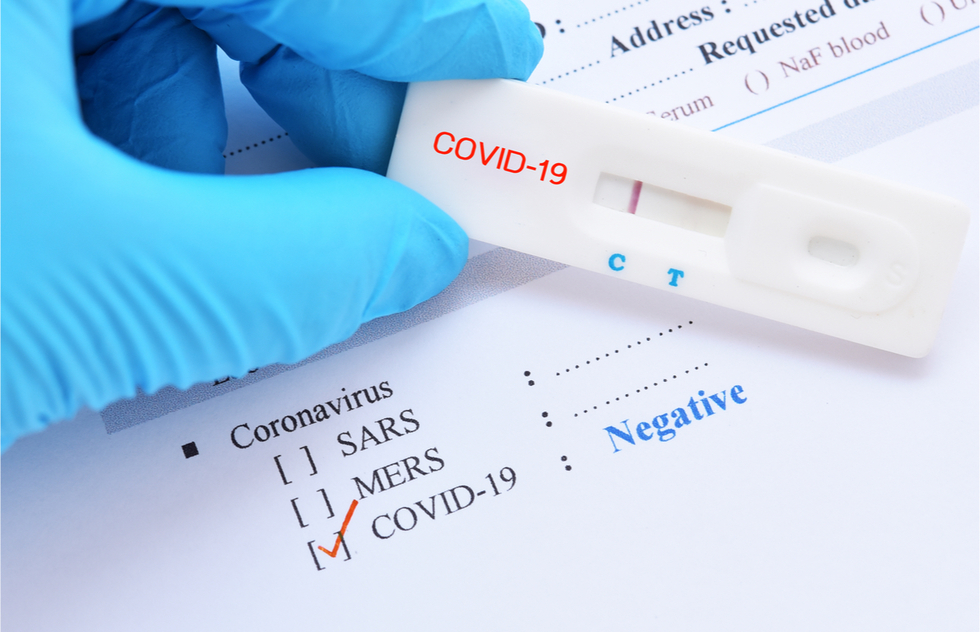 :
Address :
Requested
Serum () NaF blood ()
COVID-19
C T
S
Coronavirus
[ ] SARS :
[ ] MERS :
[✓] COVID-19 : Negative